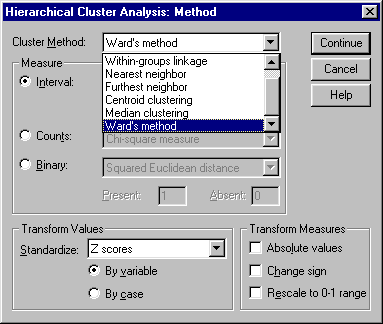 Hierarchical Cluster Analysis: Method
Cluster Method: Ward's method
Continue
Cancel
Help
Measure
Within-groups linkage
Nearest neighbor
Furthest neighbor
Centroid clustering
Median clustering
Ward's method
Interval:
Counts: Chi-square measure
Binary: Squared Euclidean distance
Present: 1 Absent: 0
Transform Values
Standardize: Z scores
By variable
By case
Transform Measures
Absolute values
Change sign
Rescale to 0-1 range